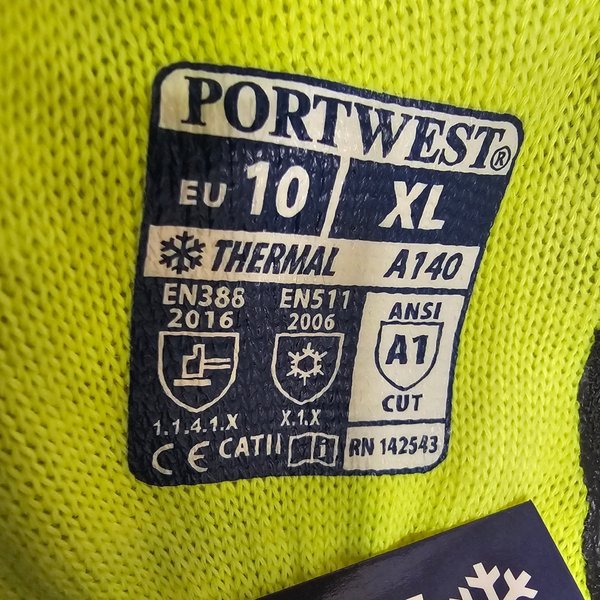 PORTWEST®
EU 10 XL
THERMAL A140
EN388
2016
1.1.4.1.X
EN511
2006
X.1.X
ANSI
A1
CUT
CE CATII i
RN 142543